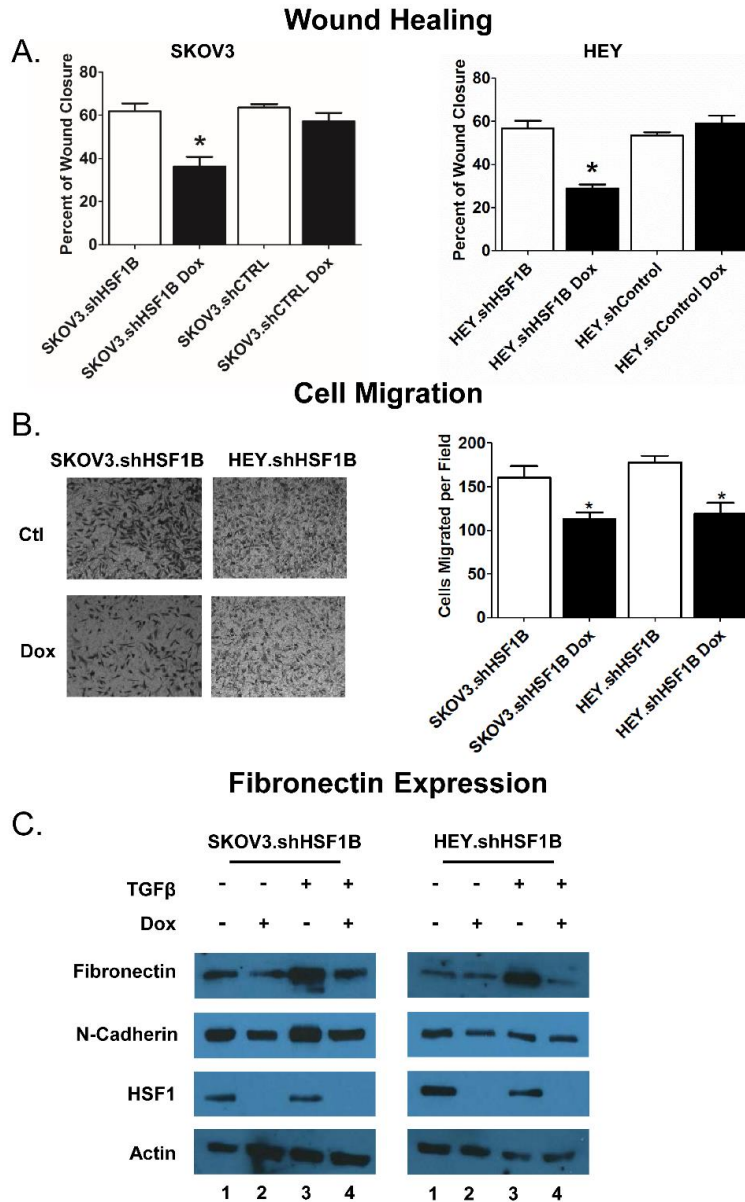 Wound Healing
A.
SKOV3
Percent of Wound Closure
80
60
40
20
0
*
SKOV3.shHSF1B
SKOV3.shHSF1B Dox
SKOV3.shCTRL
SKOV3.shCTRL Dox
HEY
Percent of Wound Closure
80
60
40
20
0
*
HEY.shHSF1B
HEY.shHSF1B Dox
HEY.shControl
HEY.shControl Dox
Cell Migration
B.
SKOV3.shHSF1B HEY.shHSF1B
Ctl
Dox
Cells Migrated per Field
200
150
100
50
0
* *
SKOV3.shHSF1B
SKOV3.shHSF1B Dox
HEY.shHSF1B
HEY.shHSF1B Dox
Fibronectin Expression
C.
SKOV3.shHSF1B HEY.shHSF1B
TGFβ - - + + - - + +
Dox - + - + - + - +
Fibronectin
N-Cadherin
HSF1
Actin
1 2 3 4 1 2 3 4